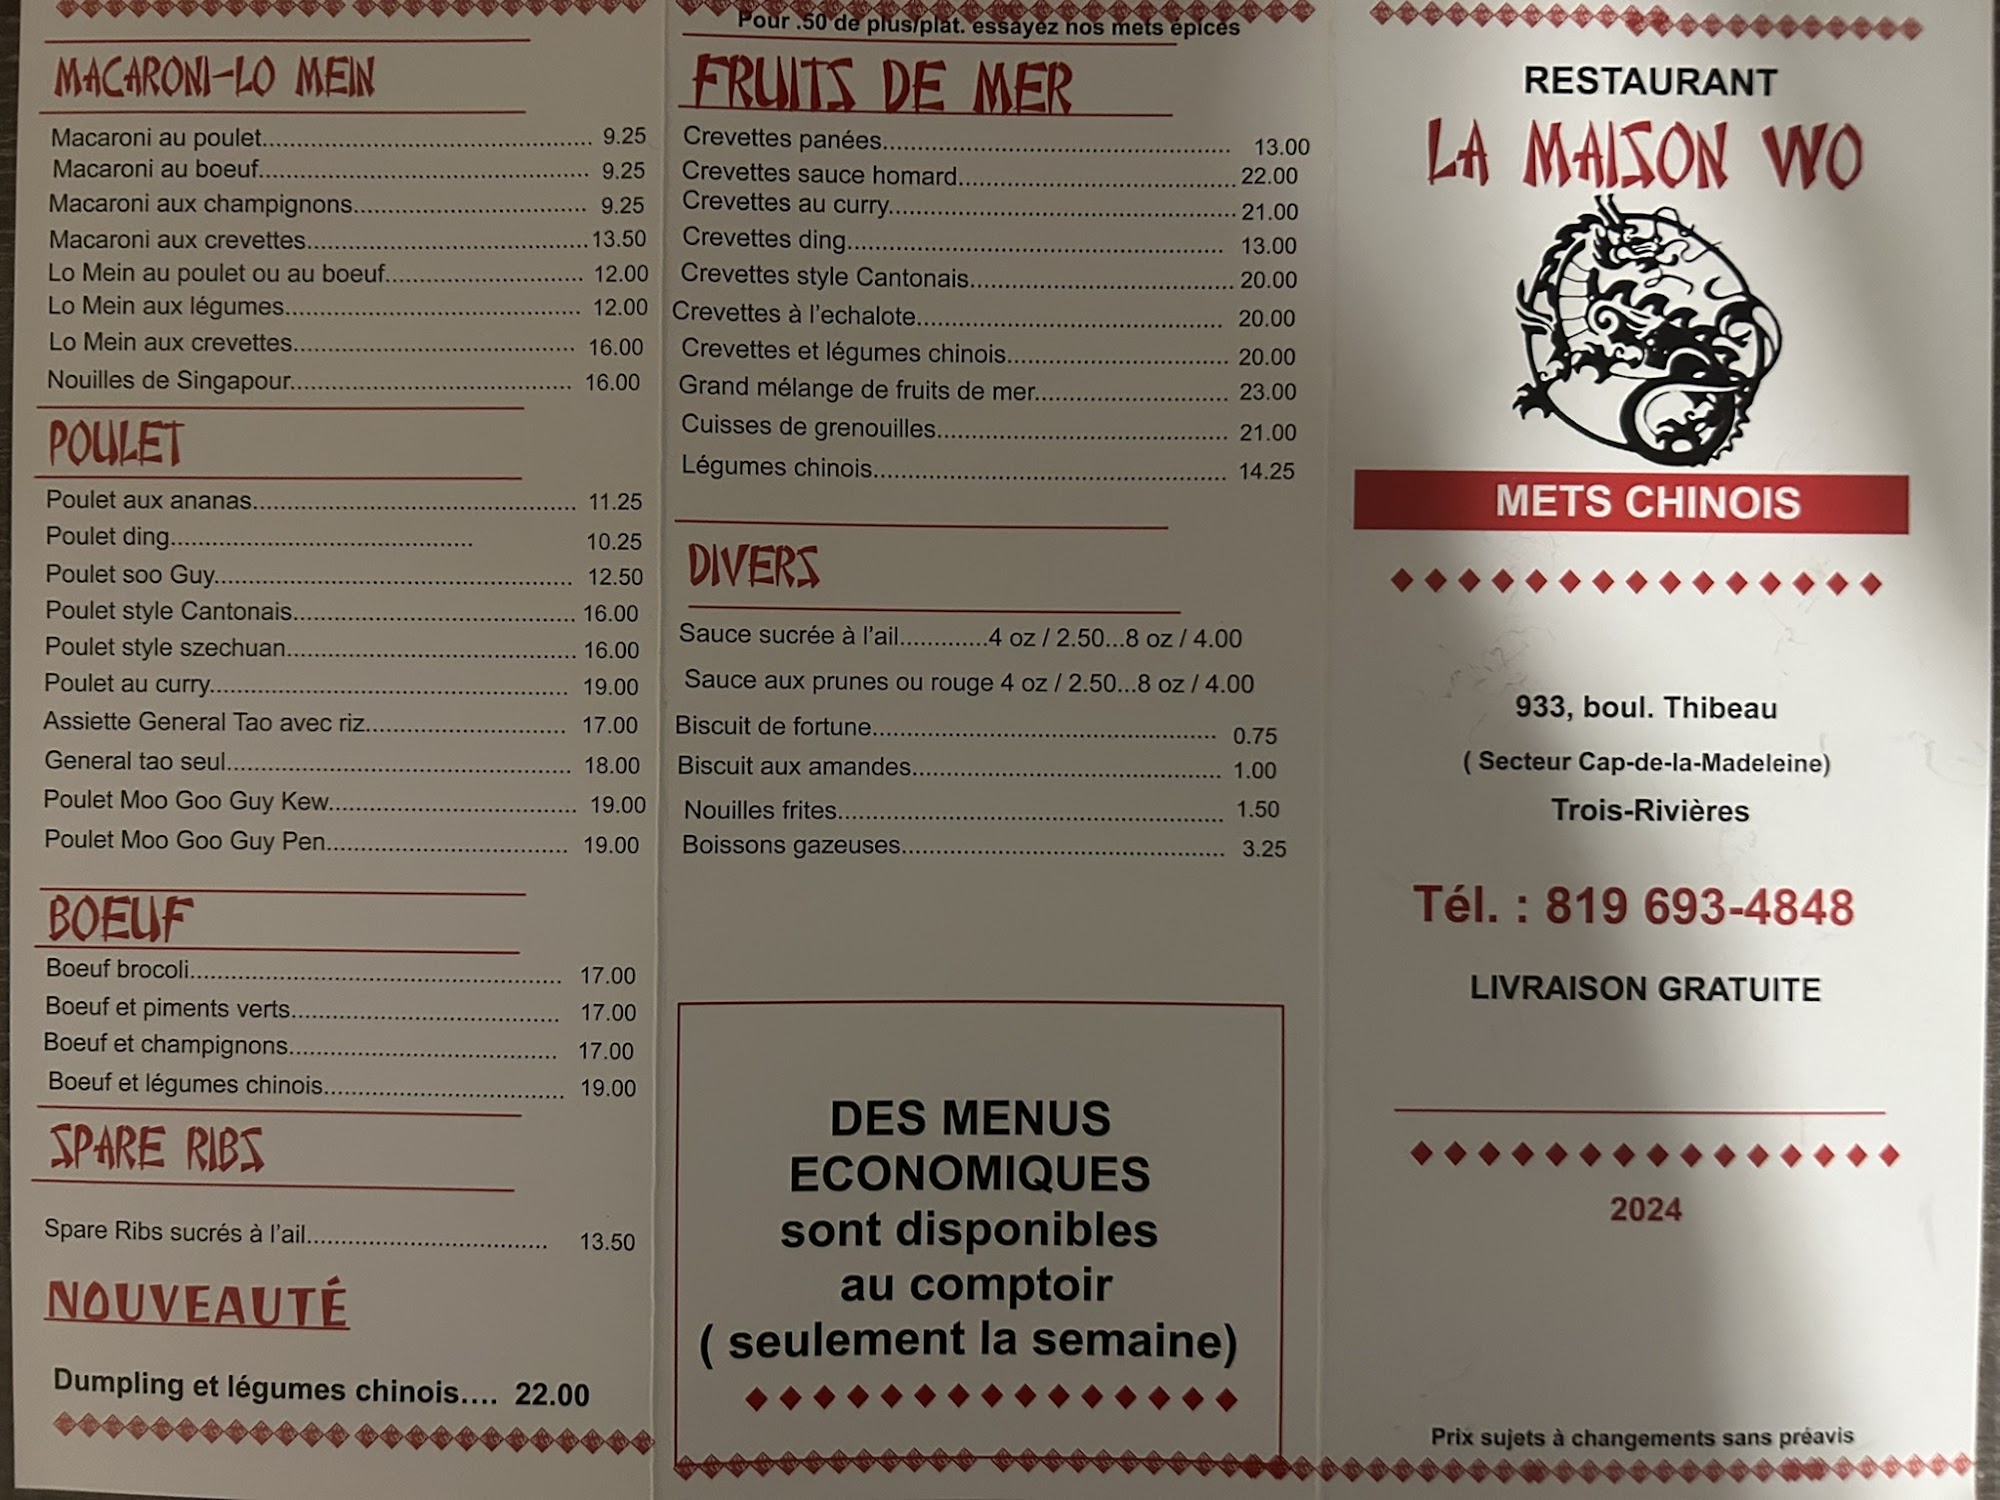 MACARONI-LO MEIN
Macaroni au poulet.......... 9.25
Macaroni au boeuf.......... 9.25
Macaroni aux champignons.......... 9.25
Macaroni aux crevettes..........13.50
Lo Mein au poulet ou au boeuf.......... 12.00
Lo Mein aux légumes.......... 12.00
Lo Mein aux crevettes.......... 16.00
Nouilles de Singapour.......... 16.00
POULET
Poulet aux ananas.......... 11.25
Poulet ding.......... 10.25
Poulet soo Guy.......... 12.50
Poulet style Cantonais.......... 16.00
Poulet style szechuan.......... 16.00
Poulet au curry.......... 19.00
Assiette General Tao avec riz.......... 17.00
General tao seul.......... 18.00
Poulet Moo Goo Guy Kew.......... 19.00
Poulet Moo Goo Guy Pen.......... 19.00
BOEUF
Boeuf brocoli.......... 17.00
Boeuf et piments verts.......... 17.00
Boeuf et champignons.......... 17.00
Boeuf et légumes chinois.......... 19.00
SPARE RIBS
Spare Ribs sucrés à l'ail.......... 13.50
NOUVEAUTÉ
Dumpling et légumes chinois.... 22.00
Pour .50 de plus/plat. essayez nos mets épicés
FRUITS DE MER
Crevettes panées.......... 13.00
Crevettes sauce homard.......... 22.00
Crevettes au curry.......... 21.00
Crevettes ding.......... 13.00
Crevettes style Cantonais.......... 20.00
Crevettes à l'echalote.......... 20.00
Crevettes et légumes chinois.......... 20.00
Grand mélange de fruits de mer.......... 23.00
Cuisses de grenouilles.......... 21.00
Légumes chinois.......... 14.25
DIVERS
Sauce sucrée à l'ail.............4 oz / 2.50...8 oz / 4.00
Sauce aux prunes ou rouge 4 oz / 2.50...8 oz / 4.00
Biscuit de fortune.......... 0.75
Biscuit aux amandes.......... 1.00
Nouilles frites.......... 1.50
Boissons gazeuses.......... 3.25
DES MENUS
ECONOMIQUES
sont disponibles
au comptoir
( seulement la semaine)
RESTAURANT
LA MAISON WO
METS CHINOIS
933, boul. Thibeau
( Secteur Cap-de-la-Madeleine)
Trois-Rivières
Tél. : 819 693-4848
LIVRAISON GRATUITE
2024
Prix sujets à changements sans préavis